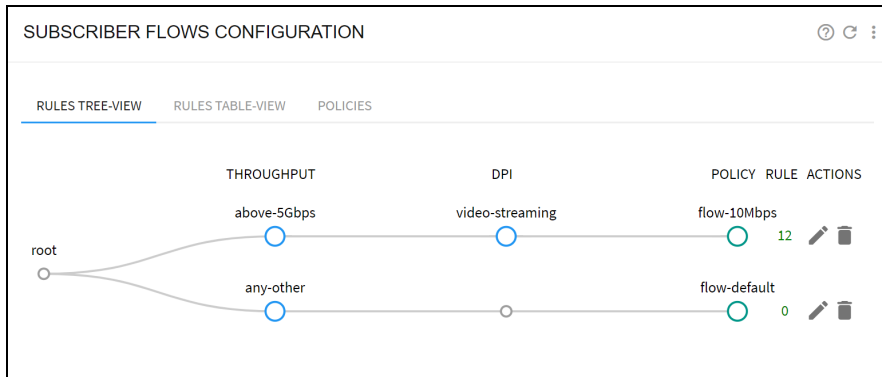 SUBSCRIBER FLOWS CONFIGURATION
RULES TREE-VIEW RULES TABLE-VIEW POLICIES
THROUGHPUT DPI POLICY RULE ACTIONS
above-5Gbps video-streaming flow-10Mbps
12
root
any-other flow-default
0